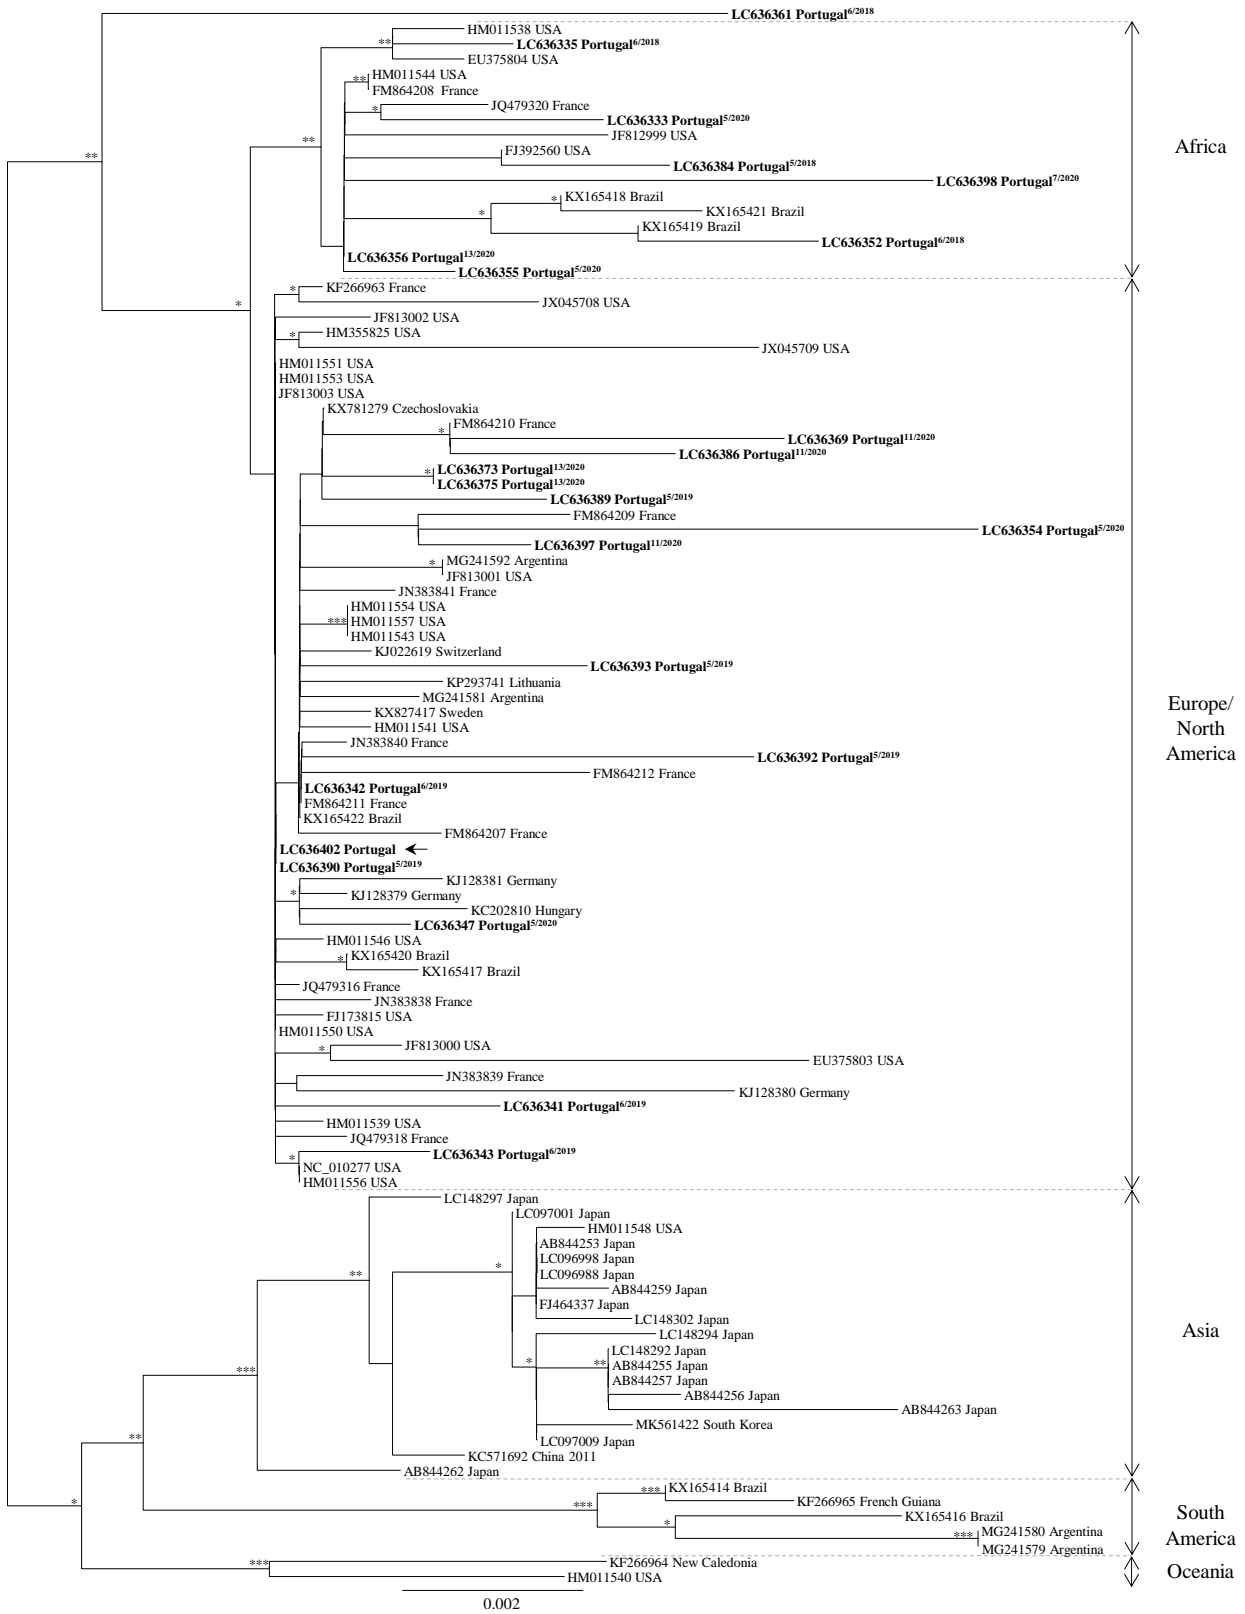 LC636361 Portugal6/2018
HM011538 USA
**
LC636335 Portugal6/2018
EU375804 USA
HM011544 USA
**
FM864208 France
JQ479320 France
*
LC636333 Portugal5/2020
JF812999 USA
**
Africa
FJ392560 USA
**
LC636384 Portugal5/2018
LC636398 Portugal7/2020
KX165418 Brazil
*
KX165421 Brazil
*
KX165419 Brazil
LC636352 Portugal6/2018
LC636356 Portugal13/2020
LC636355 Portugal5/2020
KF266963 France
*
JX045708 USA
*
JF813002 USA
HM355825 USA
*
JX045709 USA
HM011551 USA
HM011553 USA
JF813003 USA
KX781279 Czechoslovakia
FM864210 France
*
LC636369 Portugal11/2020
LC636386 Portugal11/2020
LC636373 Portugal13/2020
*
LC636375 Portugal13/2020
LC636389 Portugal5/2019
FM864209 France
LC636354 Portugal5/2020
LC636397 Portugal11/2020
MG241592 Argentina
*
JF813001 USA
JN383841 France
HM011554 USA
***
HM011557 USA
HM011543 USA
KJ022619 Switzerland
LC636393 Portugal5/2019
KP293741 Lithuania
MG241581 Argentina
Europe/
North
America
KX827417 Sweden
HM011541 USA
JN383840 France
LC636392 Portugal5/2019
FM864212 France
LC636342 Portugal6/2019
FM864211 France
KX165422 Brazil
FM864207 France
LC636402 Portugal
LC636390 Portugal5/2019
KJ128381 Germany
*
KJ128379 Germany
KC202810 Hungary
LC636347 Portugal5/2020
HM011546 USA
KX165420 Brazil
*
KX165417 Brazil
JQ479316 France
JN383838 France
FJ173815 USA
HM011550 USA
JF813000 USA
*
EU375803 USA
JN383839 France
KJ128380 Germany
LC636341 Portugal6/2019
HM011539 USA
JQ479318 France
LC636343 Portugal6/2019
*
NC_010277 USA
HM011556 USA
LC148297 Japan
LC097001 Japan
HM011548 USA
AB844253 Japan
LC096998 Japan
*
**
LC096988 Japan
AB844259 Japan
FJ464337 Japan
LC148302 Japan
Asia
LC148294 Japan
LC148292 Japan
*
**
AB844255 Japan
***
AB844257 Japan
AB844256 Japan
AB844263 Japan
MK561422 South Korea
**
LC097009 Japan
KC571692 China 2011
AB844262 Japan
KX165414 Brazil
***
KF266965 French Guiana
***
*
KX165416 Brazil
*
South
America
MG241580 Argentina
***
MG241579 Argentina
KF266964 New Caledonia
***
HM011540 USA
Oceania
0.002